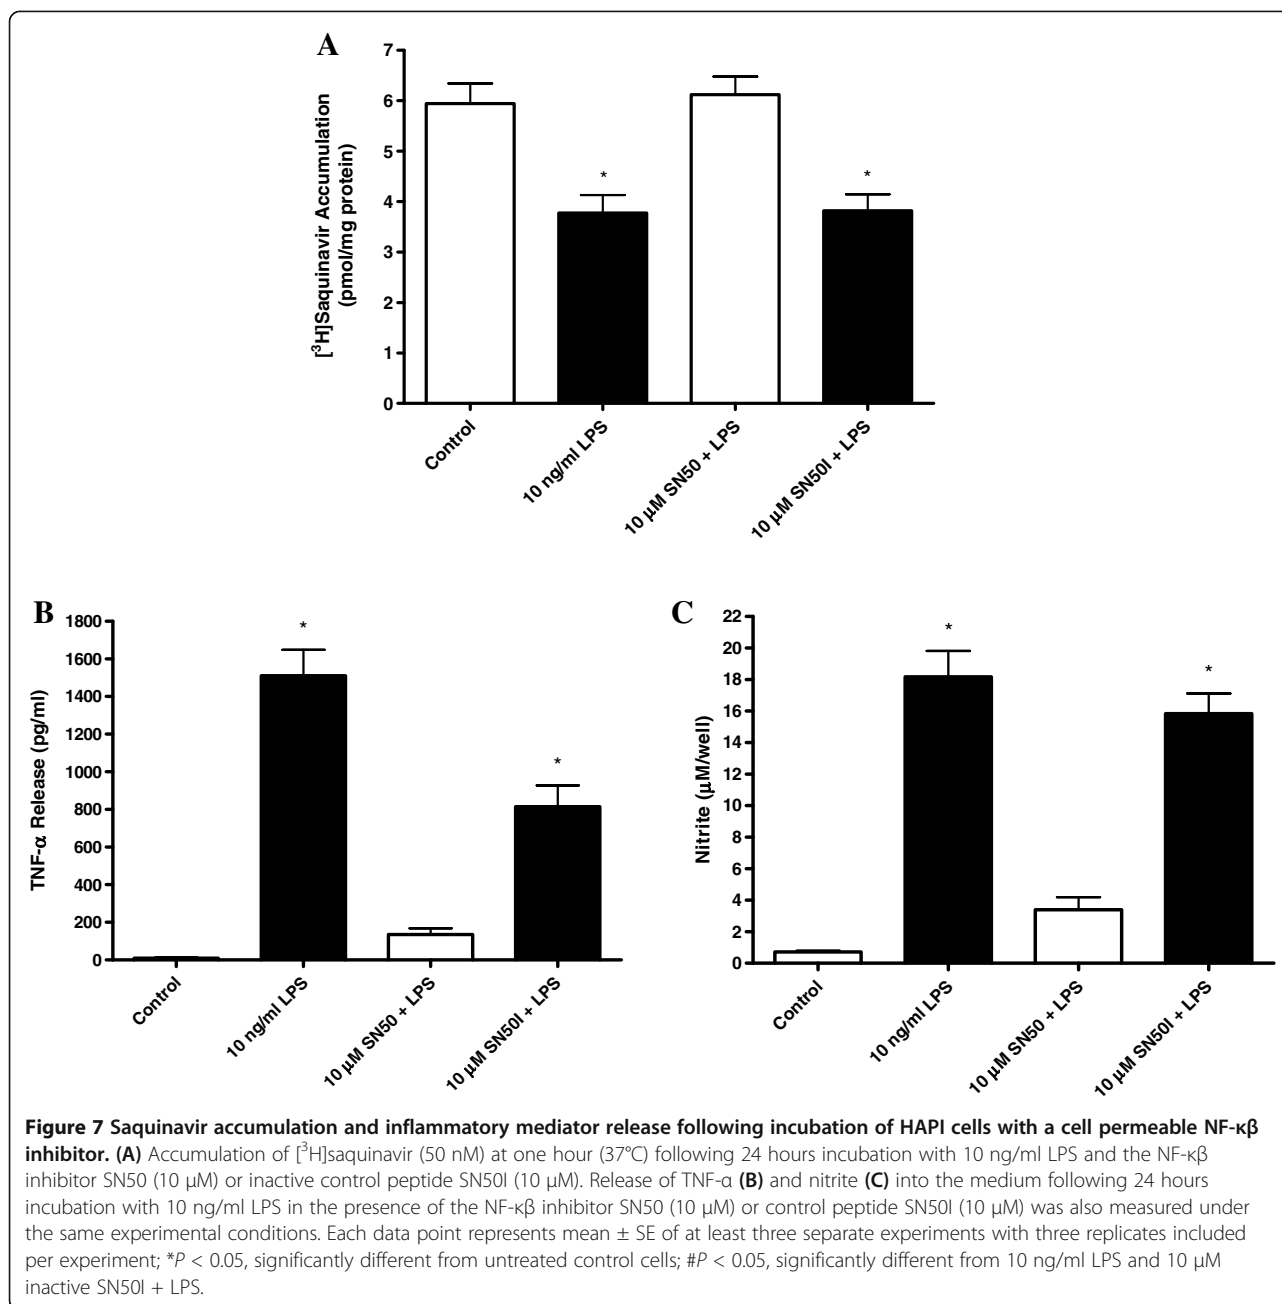 A
7
6
5
4
3
2
1
0
[³H]Saquinavir Accumulation
(pmol/mg protein)
*
*
Control
10 ng/ml LPS
10 μM SN50 + LPS
10 μM SN50I + LPS
B
1800
1600
1400
1200
1000
800
600
400
200
0
TNF-α Release (pg/ml)
*
*
Control
10 ng/ml LPS
10 μM SN50 + LPS
10 μM SN50I + LPS
C
22
20
18
16
14
12
10
8
6
4
2
0
Nitrite (μM/well)
*
*
Control
10 ng/ml LPS
10 μM SN50 + LPS
10 μM SN50I + LPS
Figure 7 Saquinavir accumulation and inflammatory mediator release following incubation of HAPI cells with a cell permeable NF-κβ
inhibitor. (A) Accumulation of [³H]saquinavir (50 nM) at one hour (37°C) following 24 hours incubation with 10 ng/ml LPS and the NF-κβ
inhibitor SN50 (10 μM) or inactive control peptide SN50I (10 μM). Release of TNF-α (B) and nitrite (C) into the medium following 24 hours
incubation with 10 ng/ml LPS in the presence of the NF-κβ inhibitor SN50 (10 μM) or control peptide SN50I (10 μM) was also measured under
the same experimental conditions. Each data point represents mean ± SE of at least three separate experiments with three replicates included
per experiment; *P < 0.05, significantly different from untreated control cells; #P < 0.05, significantly different from 10 ng/ml LPS and 10 μM
inactive SN50I + LPS.